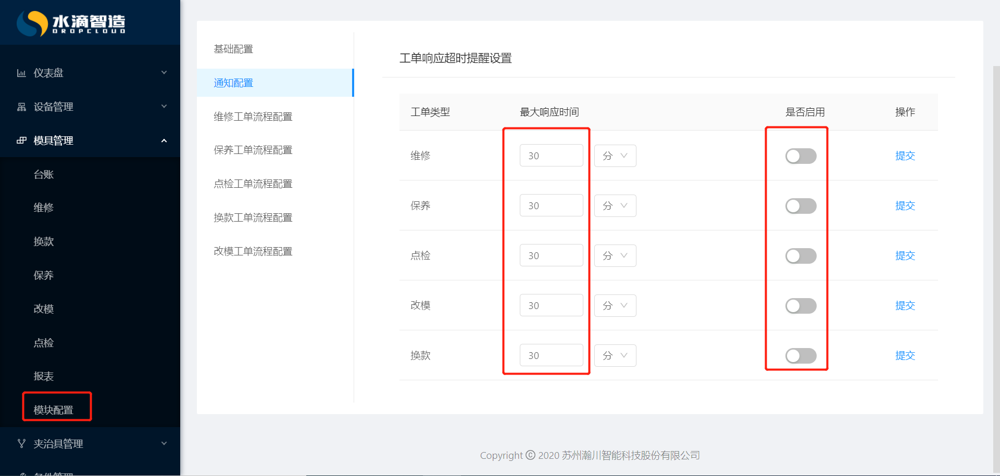 水滴智造
DROPCLOUD
仪表盘
设备管理
模具管理
台账
维修
换款
保养
改模
点检
报表
模块配置
夹治具管理
备件管理
基础配置
通知配置
维修工单流程配置
保养工单流程配置
点检工单流程配置
换款工单流程配置
改模工单流程配置
工单响应超时提醒设置
工单类型 最大响应时间 是否启用 操作
维修 30 分 提交
保养 30 分 提交
点检 30 分 提交
改模 30 分 提交
换款 30 分 提交
Copyright © 2020 苏州瀚川智能科技股份有限公司